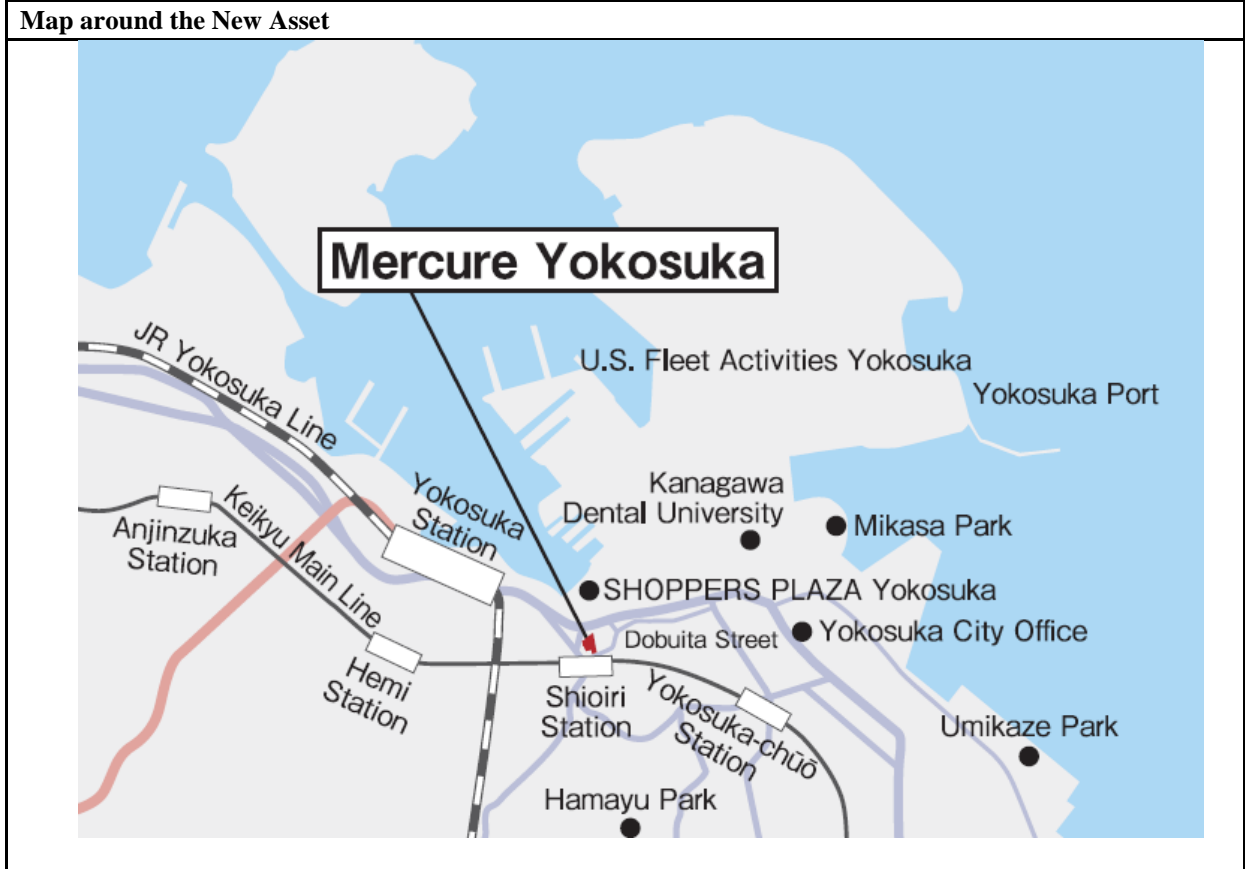 Map around the New Asset
Mercure Yokosuka
JR Yokosuka Line
U.S. Fleet Activities Yokosuka
Yokosuka Port
Yokosuka
Station
Kanagawa
Dental University
Keikyu Main Line
Anjinzuka
Station
Mikasa Park
SHOPPERS PLAZA Yokosuka
Dobuita Street
Yokosuka City Office
Hemi
Station
Shioiri
Station
Yokosuka-chūō
Station
Umikaze Park
Hamayu Park